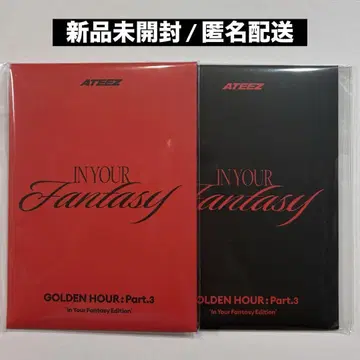 新品未開封 / 匿名配送
ATEEZ
IN YOUR
Fantasy
GOLDEN HOUR : Part.3
'In Your Fantasy Edition'
ATEEZ
IN YOUR
Fantasy
GOLDEN HOUR : Part.3
'In Your Fantasy Edition'